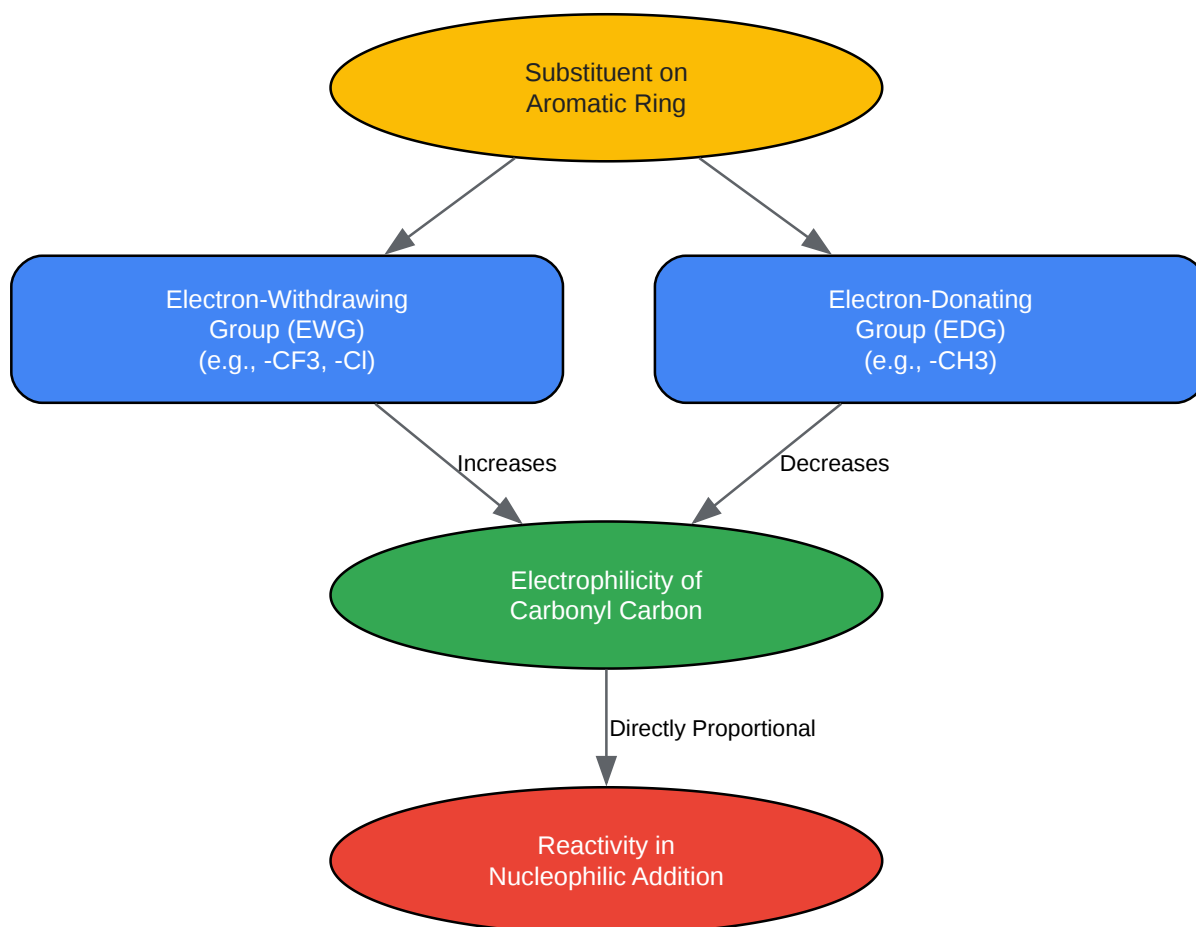 Substituent on
Aromatic Ring
Electron-Withdrawing
Group (EWG)
(e.g., -CF3, -Cl)
Electron-Donating
Group (EDG)
(e.g., -CH3)
Increases
Decreases
Electrophilicity of
Carbonyl Carbon
Directly Proportional
Reactivity in
Nucleophilic Addition